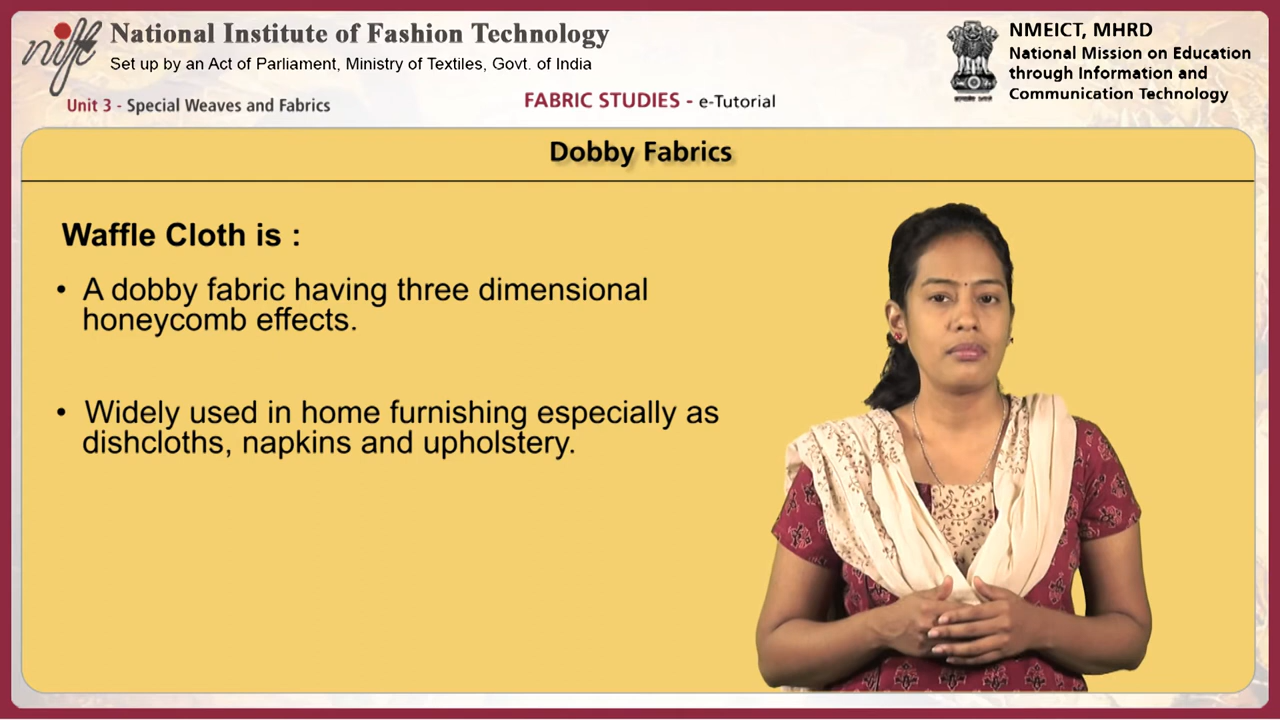 nift
National Institute of Fashion Technology
Set up by an Act of Parliament, Ministry of Textiles, Govt. of India
NMEICT, MHRD
National Mission on Education
through Information and
Communication Technology
Unit 3 - Special Weaves and Fabrics
FABRIC STUDIES - e-Tutorial
Dobby Fabrics
Waffle Cloth is :
• A dobby fabric having three dimensional
honeycomb effects.
• Widely used in home furnishing especially as
dishcloths, napkins and upholstery.